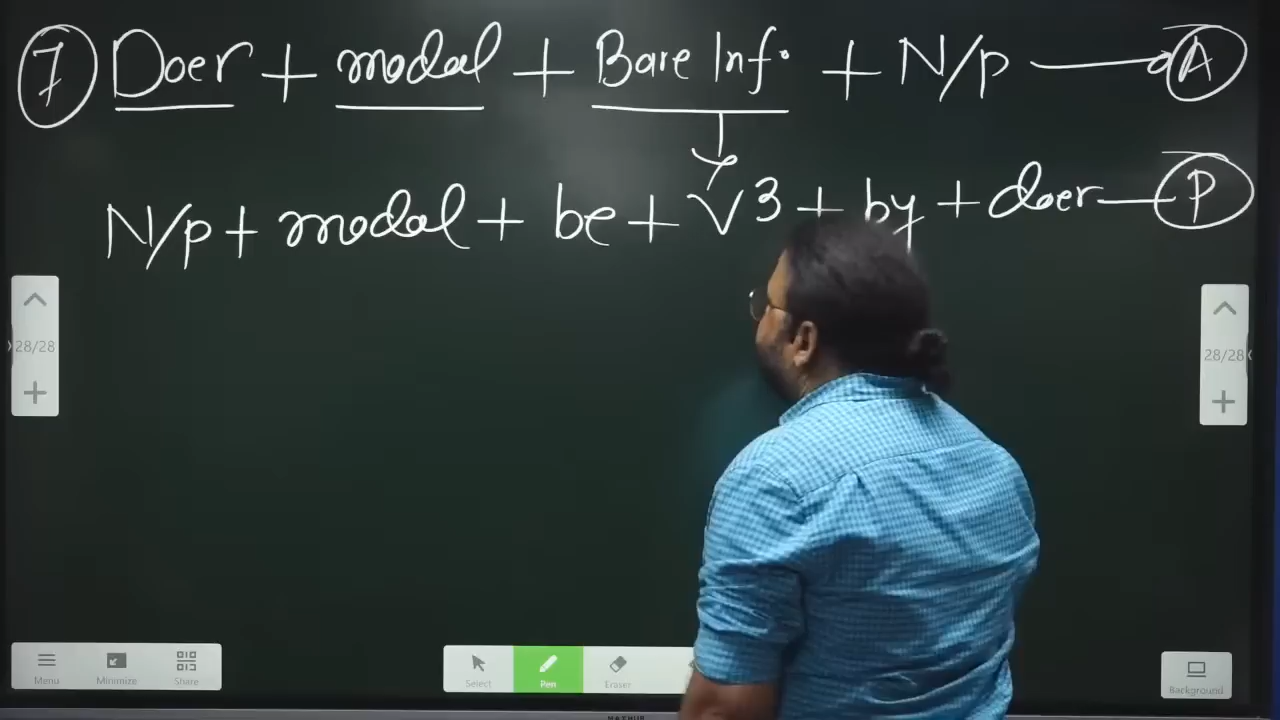 7 Doer + modal + Bare Inf. + N/p → A
N/p + modal + be + V3 + by + doer — P
28/28
28/28
Menu Minimize Share Select Pen Eraser Background